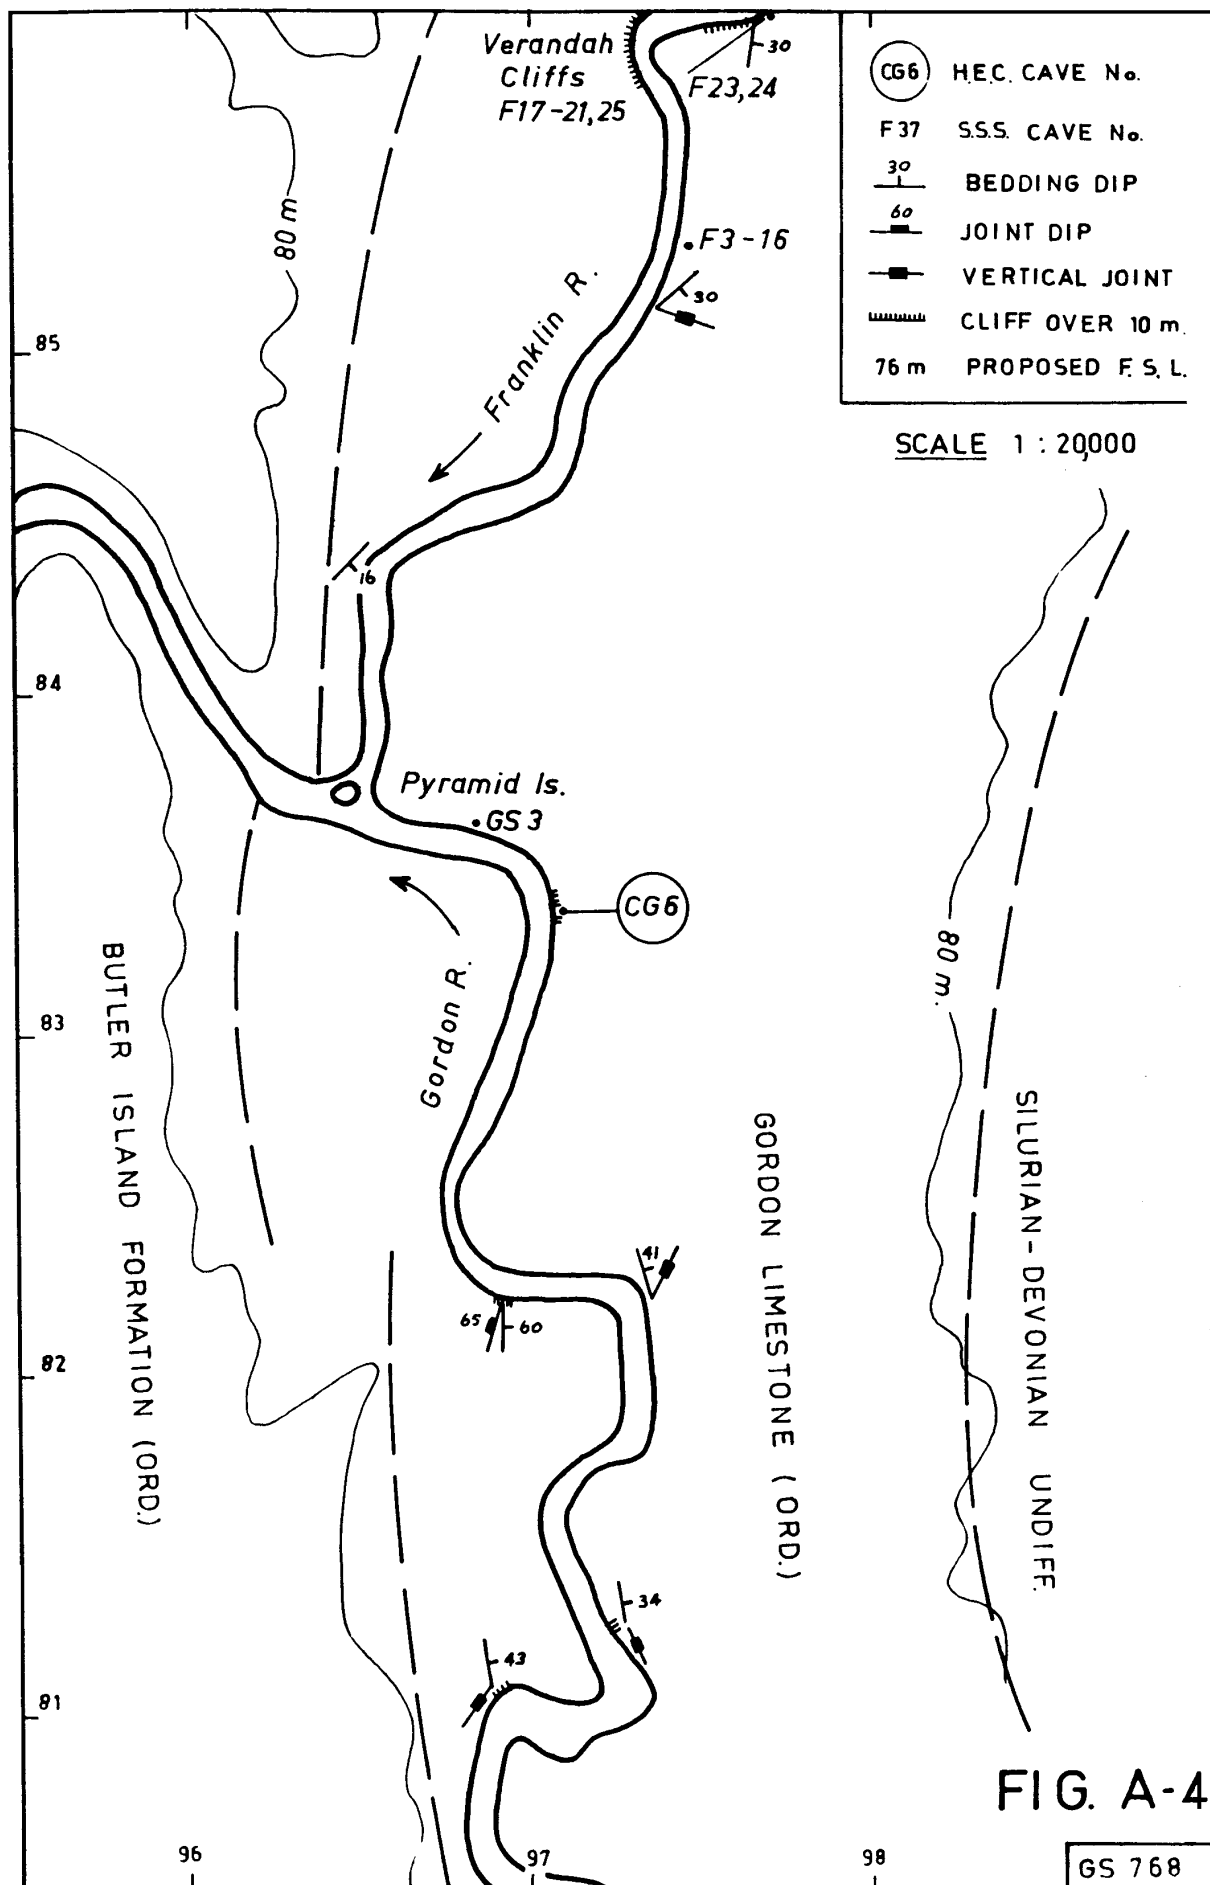 Verandah
Cliffs
F17-21,25
30
F23,24
CG6 H.E.C. CAVE No.
F37 S.S.S. CAVE No.
30 BEDDING DIP
60 JOINT DIP
VERTICAL JOINT
CLIFF OVER 10 m.
76 m PROPOSED F.S.L.
SCALE 1 : 20,000
80 m
F3-16
30
Franklin R.
85
16
84
Pyramid Is.
GS3
CG6
80 m.
Gordon R.
83
BUTLER ISLAND FORMATION (ORD.)
GORDON LIMESTONE (ORD.)
SILURIAN-DEVONIAN UNDIFF.
41
65
60
82
34
43
81
FIG. A-4
96
97
98
GS 768